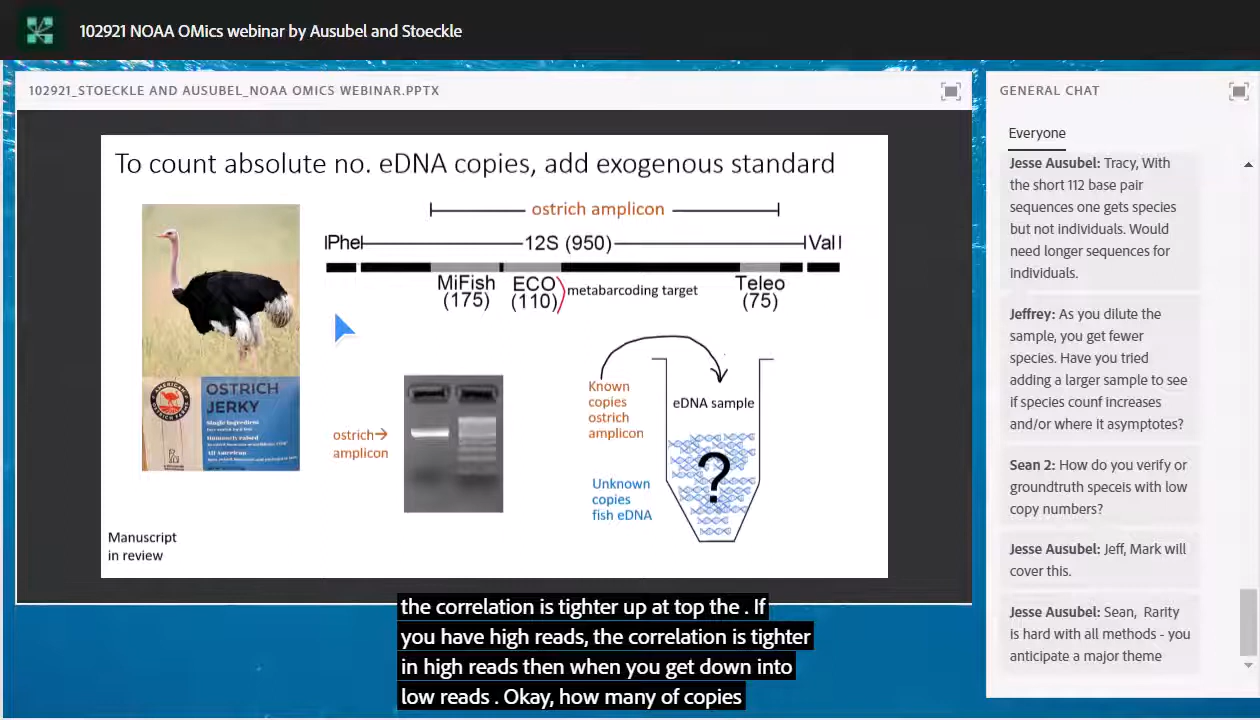 102921 NOAA OMics webinar by Ausubel and Stoeckle
102921_STOECKLE AND AUSUBEL_NOAA OMICS WEBINAR.PPTX
To count absolute no. eDNA copies, add exogenous standard
ostrich amplicon
Phe
12S (950)
Val
MiFish
(175)
ECO
(110)
metabarcoding target
Teleo
(75)
OSTRICH
JERKY
Single Ingredient
All American
ostrich→
amplicon
Known
copies
ostrich
amplicon
eDNA sample
?
Unknown
copies
fish eDNA
Manuscript
in review
the correlation is tighter up at top the . If
you have high reads, the correlation is tighter
in high reads then when you get down into
low reads . Okay, how many of copies
GENERAL CHAT
Everyone
Jesse Ausubel: Tracy, With
the short 112 base pair
sequences one gets species
but not individuals. Would
need longer sequences for
individuals.
Jeffrey: As you dilute the
sample, you get fewer
species. Have you tried
adding a larger sample to see
if species counf increases
and/or where it asymptotes?
Sean 2: How do you verify or
groundtruth speceis with low
copy numbers?
Jesse Ausubel: Jeff, Mark will
cover this.
Jesse Ausubel: Sean, Rarity
is hard with all methods - you
anticipate a major theme